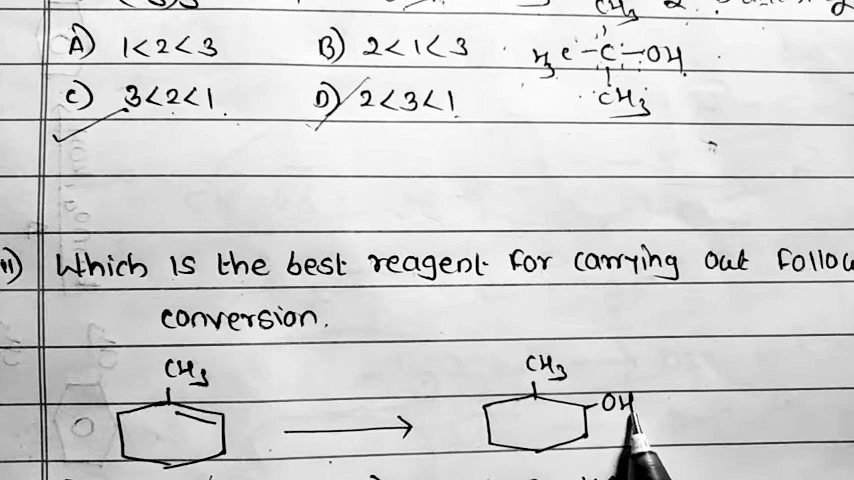 CH3
A) 1<2<3 B) 2<1<3 H3C-C-OH
C) 3<2<1 D) 2<3<1 CH3
11) Which is the best reagent for carrying out
conversion.
CH3 CH3
OH